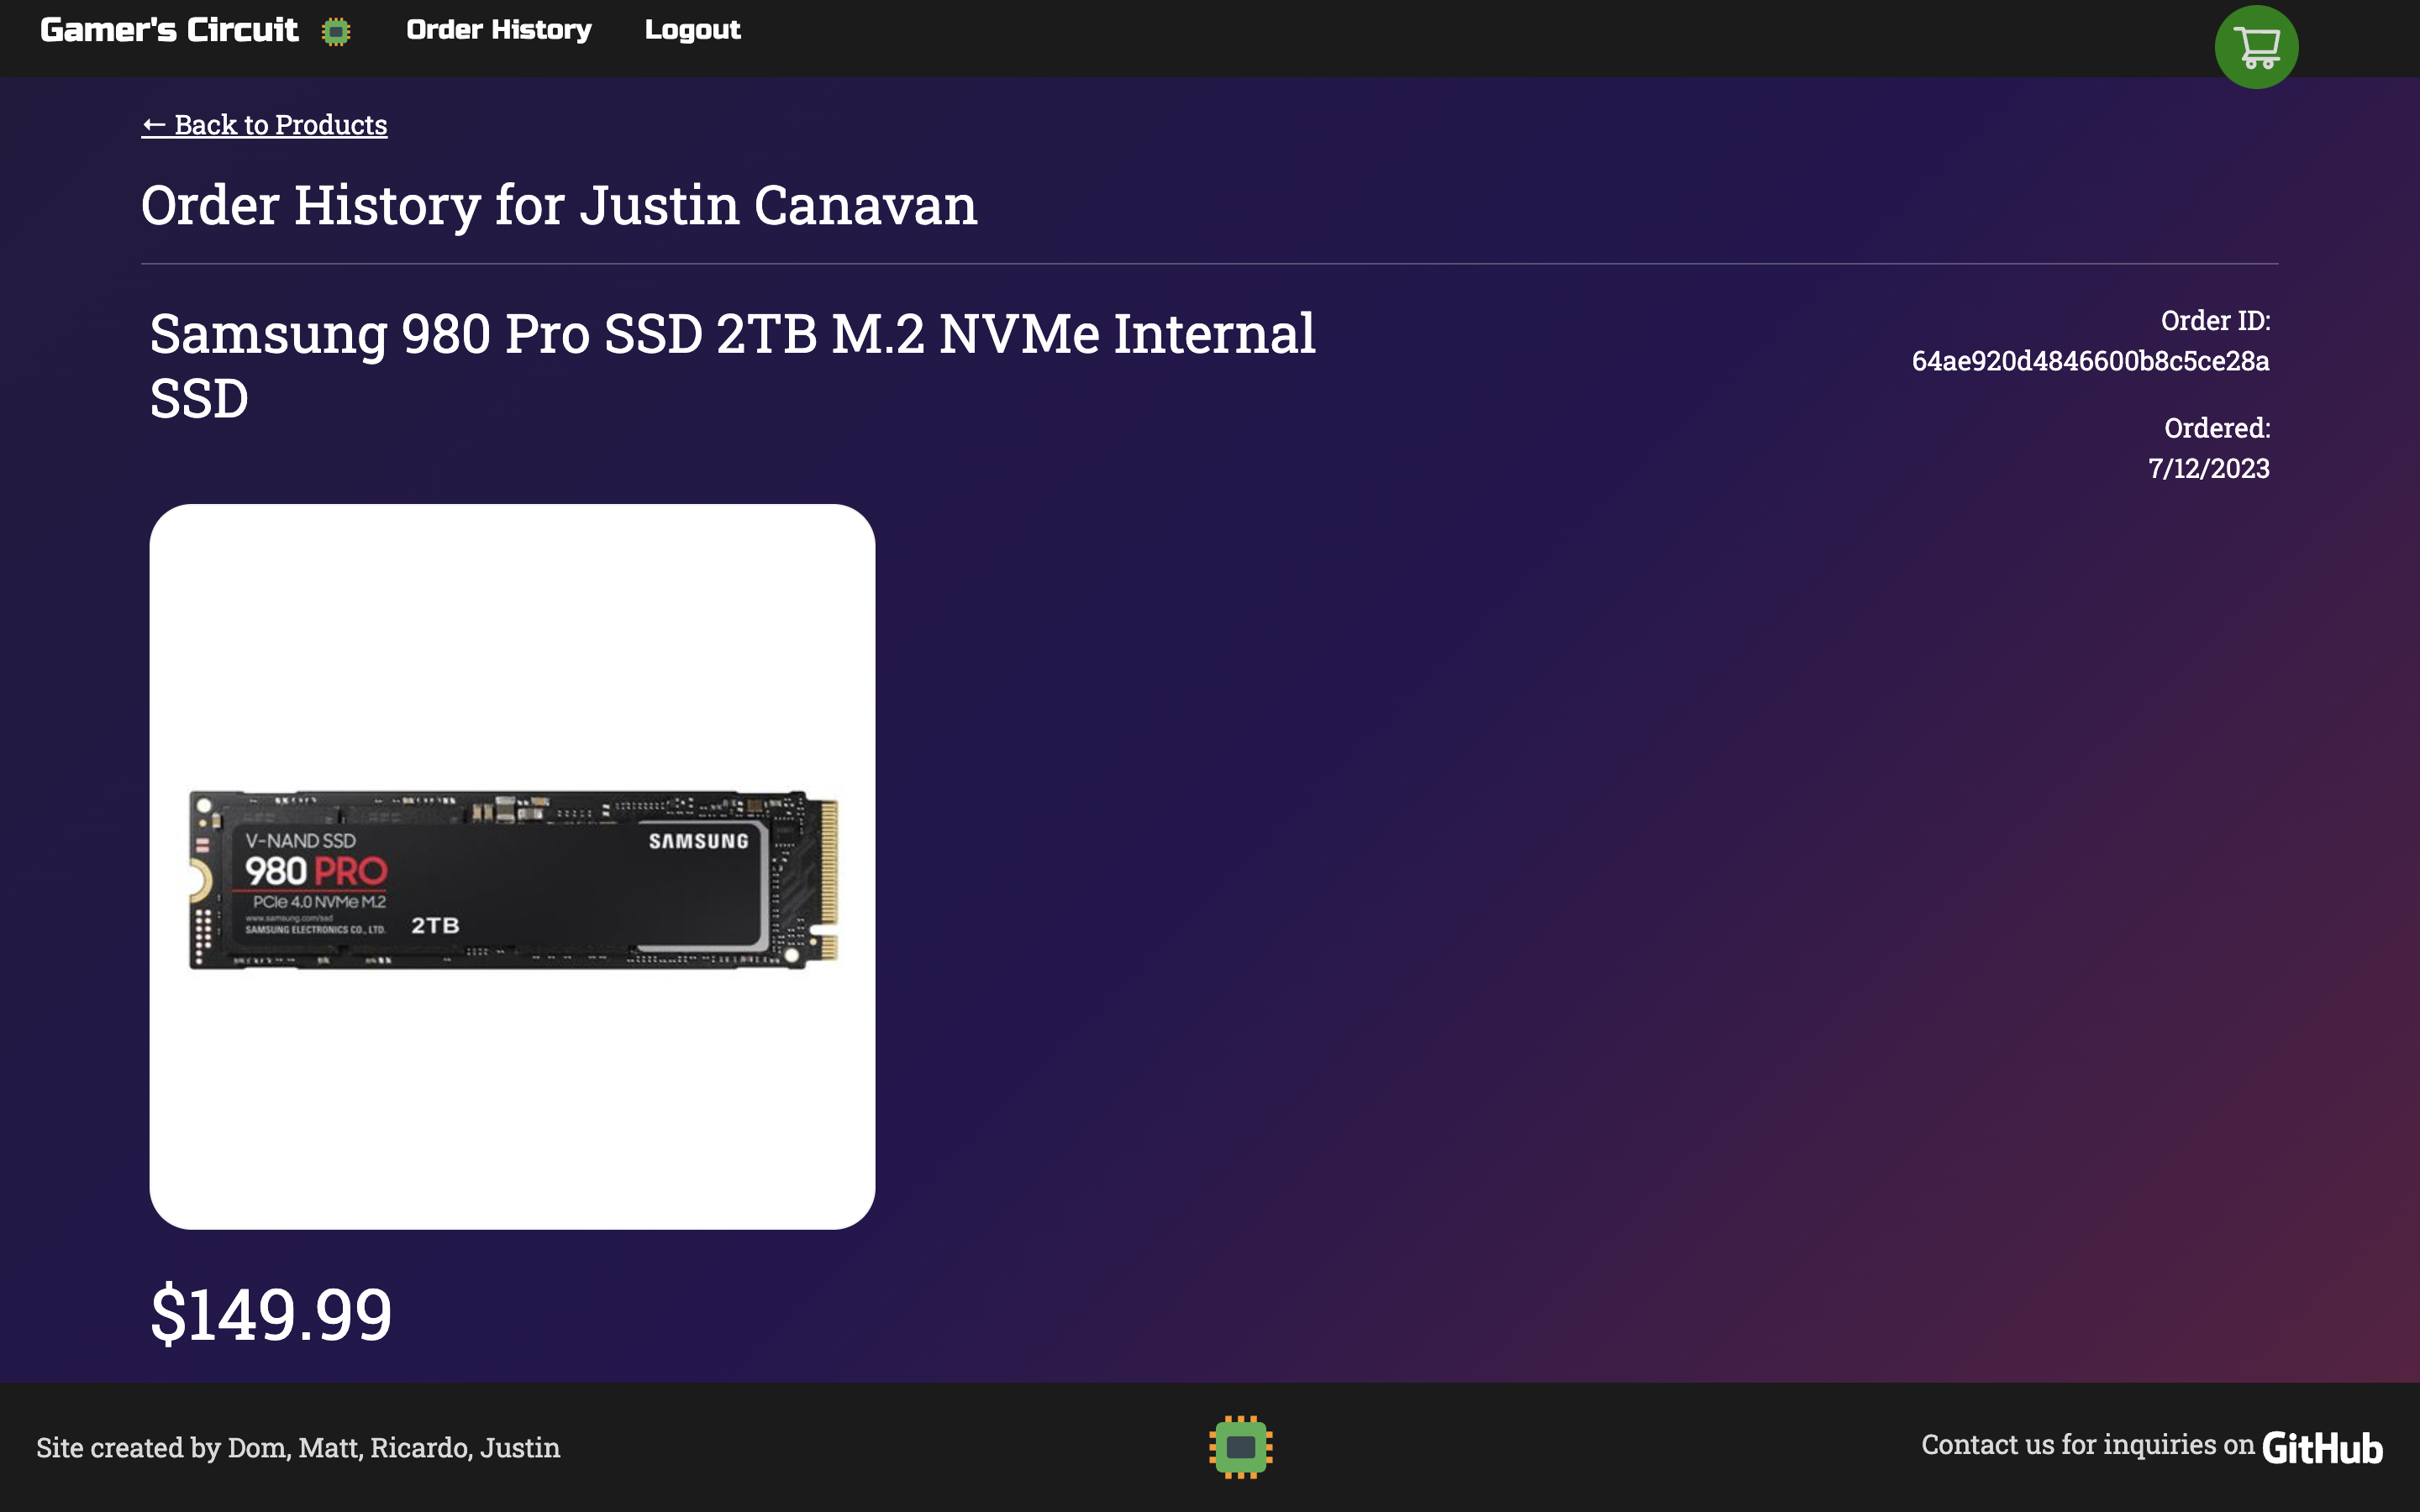 Gamer's Circuit
Order History
Logout
← Back to Products
Order History for Justin Canavan
Samsung 980 Pro SSD 2TB M.2 NVMe Internal
SSD
Order ID:
64ae920d4846600b8c5ce28a
Ordered:
7/12/2023
V-NAND SSD
SAMSUNG
980 PRO
PCIe 4.0 NVMe M.2
www.samsung.com/ssd
SAMSUNG ELECTRONICS CO., LTD.
2TB
$149.99
Site created by Dom, Matt, Ricardo, Justin
Contact us for inquiries on GitHub